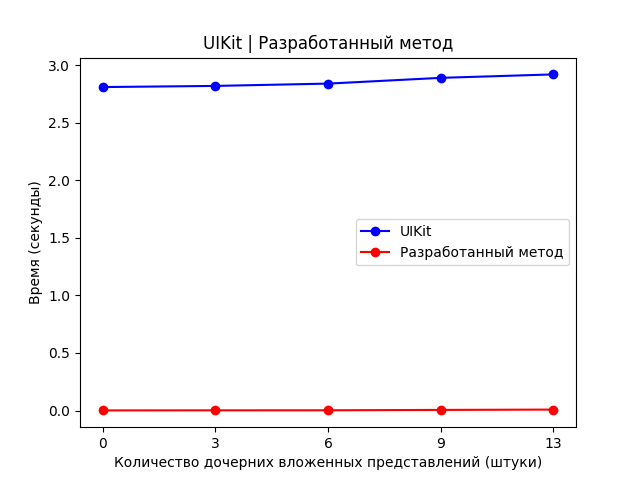 UIKit | Разработанный метод
Время (секунды)
3.0
2.5
2.0
1.5
1.0
0.5
0.0
UIKit
Разработанный метод
0 3 6 9 13
Количество дочерних вложенных представлений (штуки)